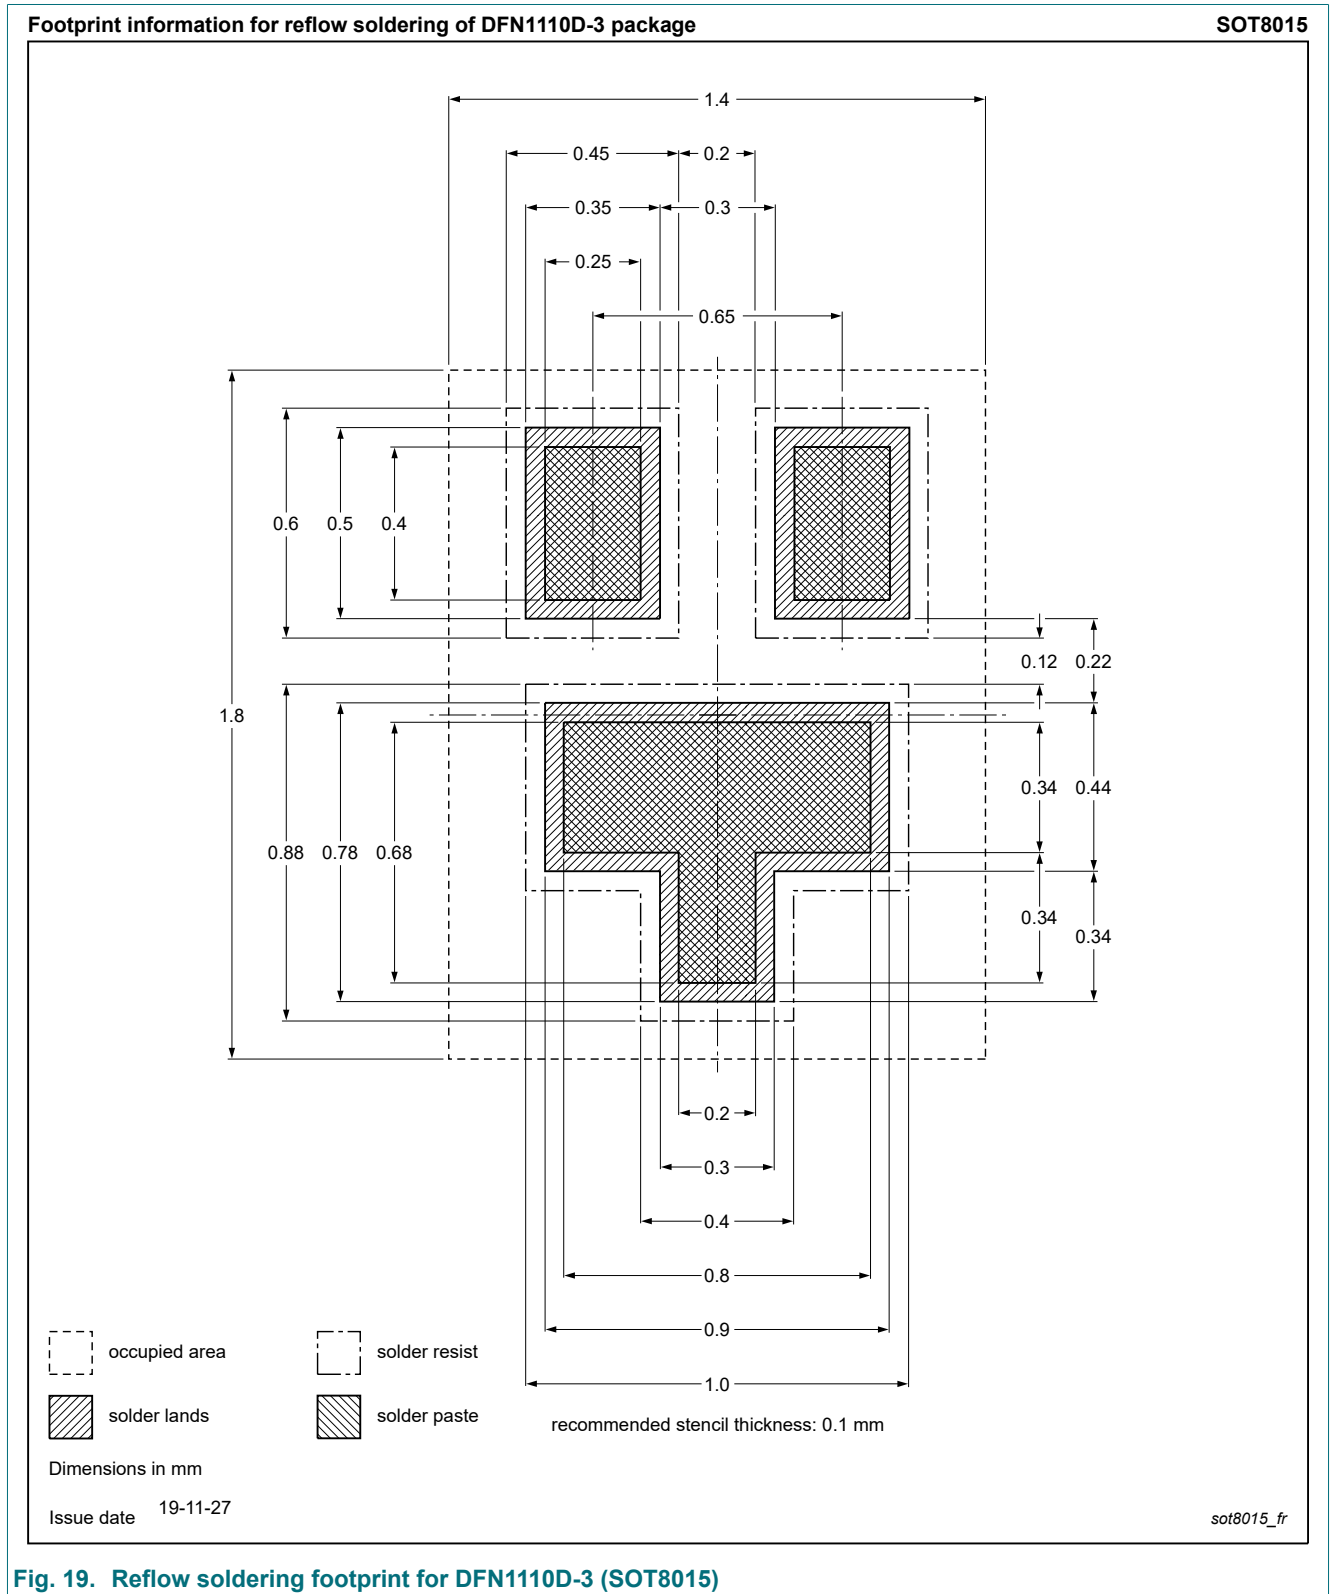 Footprint information for reflow soldering of DFN1110D-3 package SOT8015
1.4
0.45 0.2
0.35 0.3
0.25
0.65
0.6 0.5 0.4
0.12 0.22
1.8
0.34 0.44
0.88 0.78 0.68
0.34
0.34
0.2
0.3
0.4
0.8
0.9
1.0
occupied area solder resist
solder lands solder paste
recommended stencil thickness: 0.1 mm
Dimensions in mm
Issue date 19-11-27
sot8015_fr
Fig. 19. Reflow soldering footprint for DFN1110D-3 (SOT8015)